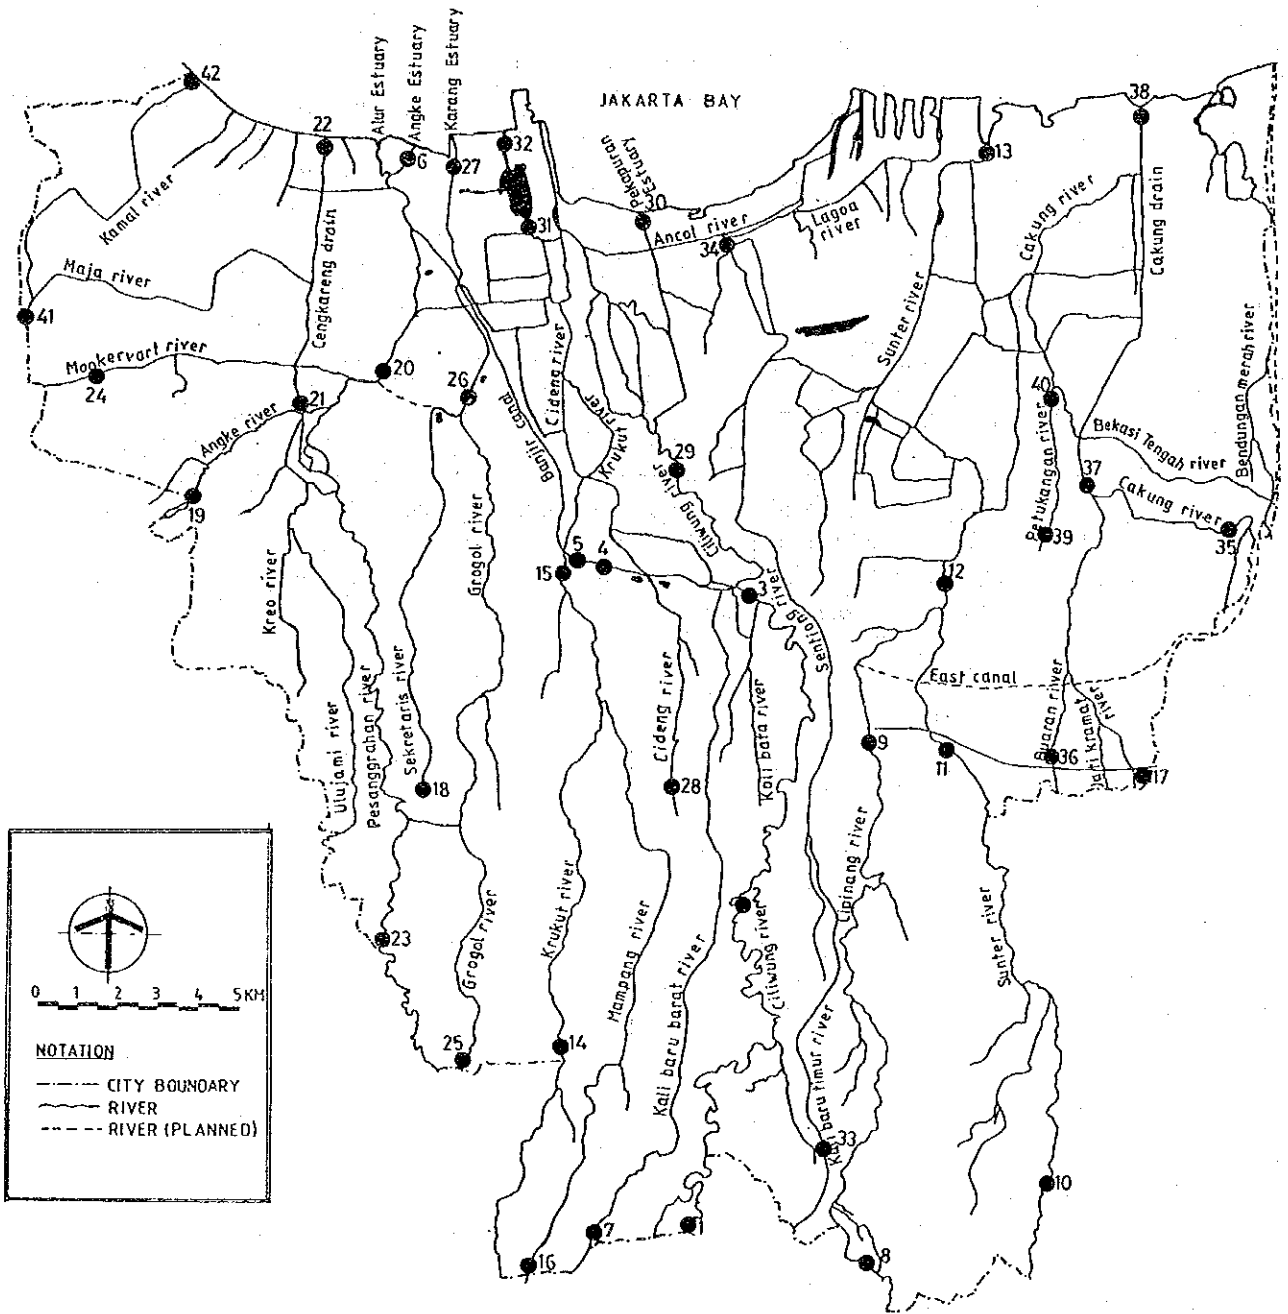 Alur Estuary
Angke Estuary
Karang Estuary
JAKARTA BAY
42
22
6
27
32
38
13
Pekapuran
Estuary
30
31
Ancol river
34
Lagoa
river
Kamal river
Cengkareng drain
Cakung river
Cakung drain
Maja river
41
Sunter river
Mookervart river
24
20
26
21
Angke river
19
Banjir canal
Cideng river
Krukut river
29
Ciliwung river
40
Petukangan river
39
Bekasi Tengah river
37
Cakung river
35
Bendungan merah river
5
4
15
3
12
Kreo river
Grogol river
Sentiong river
Ulujami river
Pesanggrahan river
Sekretaris river
18
Cideng river
28
Kali bata river
East canal
9
11
Buaran river
36
Jati kramat
river
17
Cipinang river
23
Grogol river
25
Krukut river
14
Mampang river
Kali baru barat river
Ciliwung river
Kali baru timur river
33
Sunter river
10
16
7
1
8
N
0 1 2 3 4 5 KM
NOTATION
CITY BOUNDARY
RIVER
RIVER (PLANNED)